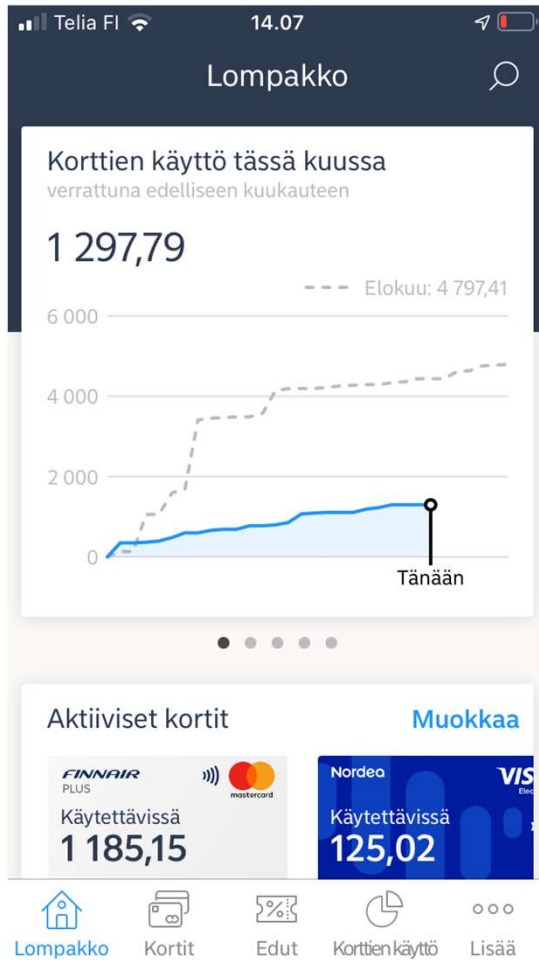 Telia FI 14.07
Lompakko
Korttien käyttö tässä kuussa
verrattuna edelliseen kuukauteen
1 297,79
Elokuu: 4 797,41
6 000
4 000
2 000
0
Tänään
Aktiiviset kortit Muokkaa
FINNAIR
PLUS
mastercard
Käytettävissä
1 185,15
Nordea VIS
Elec
Käytettävissä
125,02
Lompakko Kortit Edut Korttien käyttö Lisää